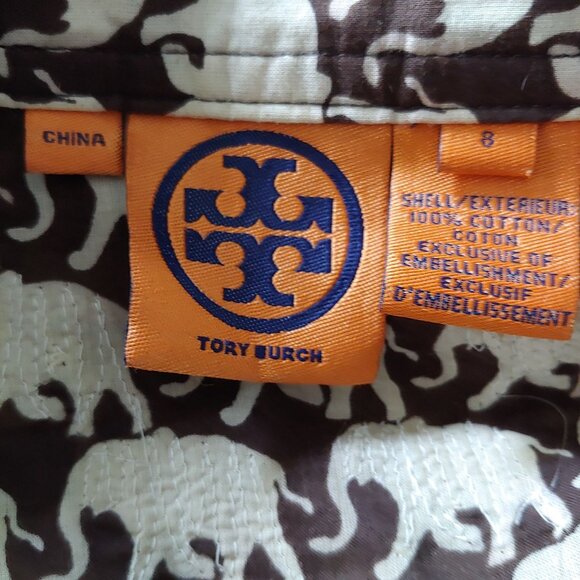 CHINA
TORY BURCH
8
SHELL/EXTERIEUR:
100% COTTON/
COTON
EXCLUSIVE OF
EMBELLISHMENT/
EXCLUSIF
D'EMBELLISSEMENT